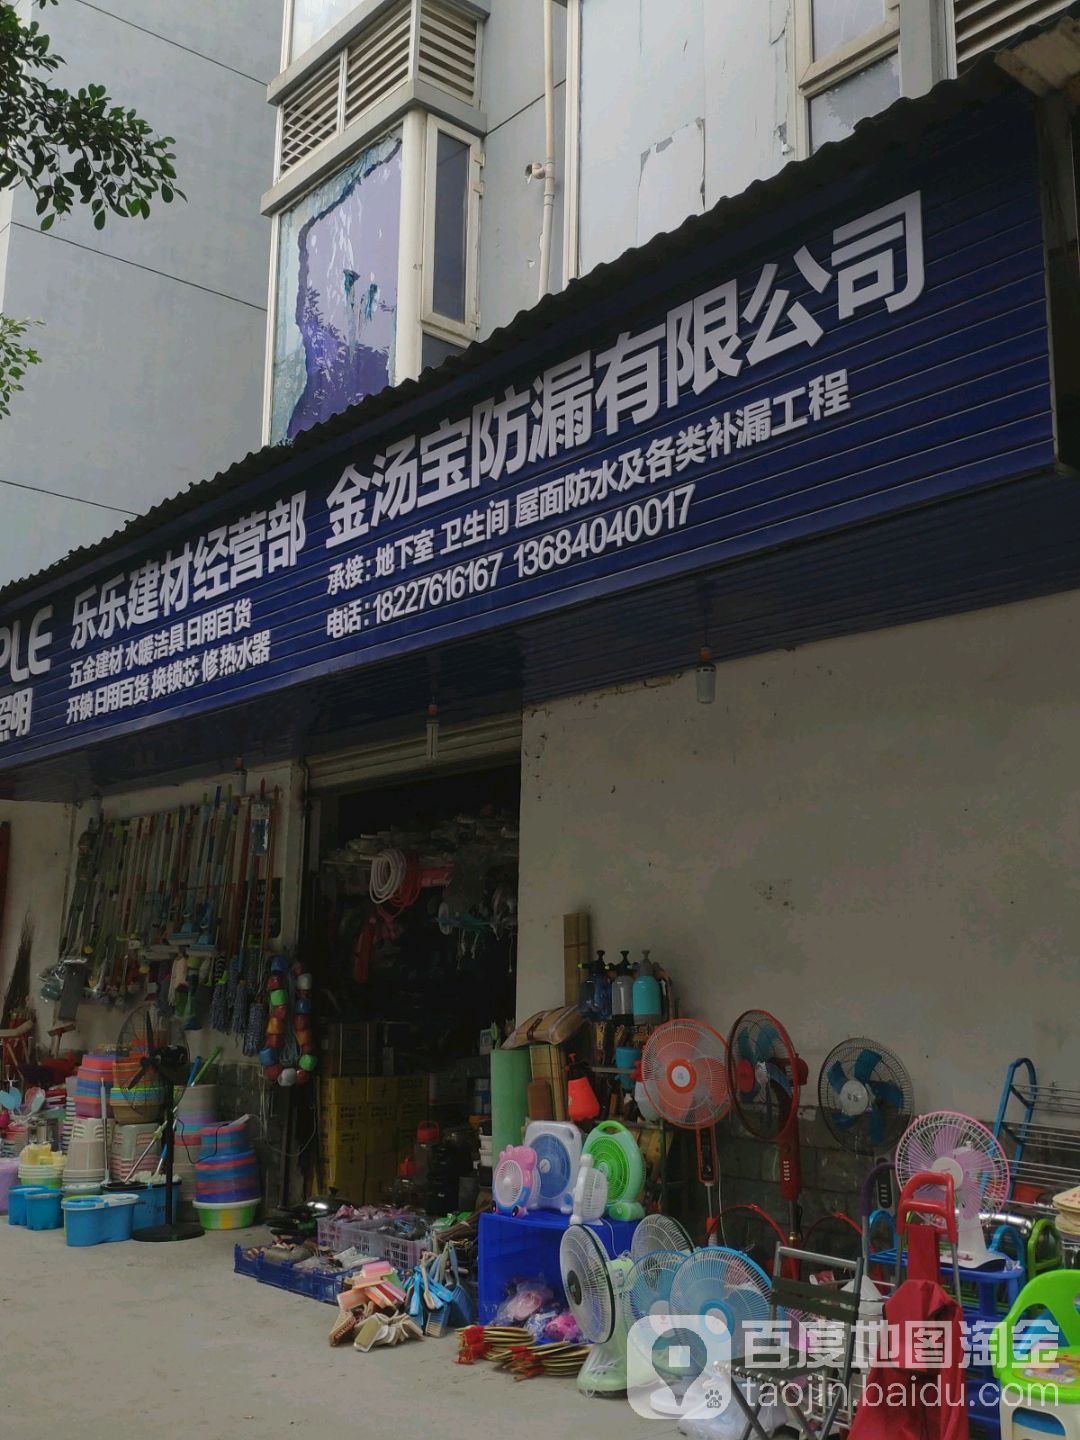 PLE
照明
乐乐建材经营部
五金建材 水暖洁具 日用百货
开锁 日用百货 换锁芯 修热水器
金汤宝防漏有限公司
承接:地下室 卫生间 屋面防水及各类补漏工程
电话:18227616167 13684040017
百度地图淘金
taojin.baidu.com